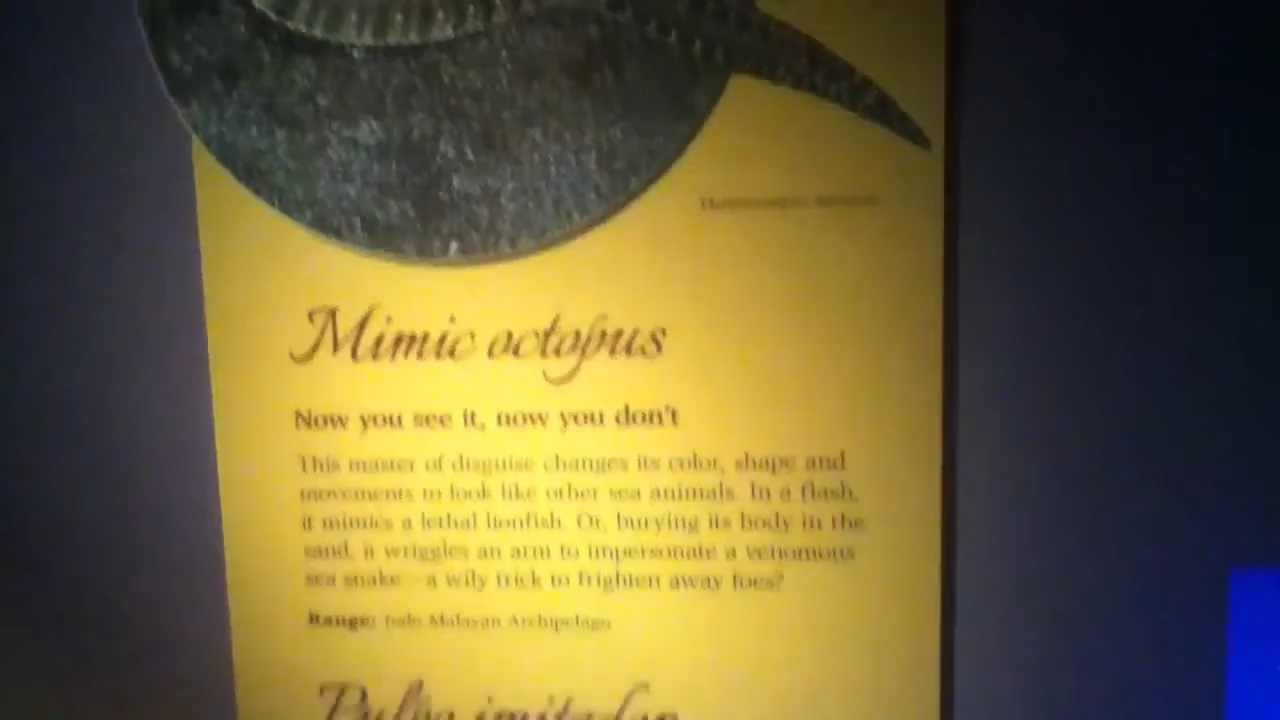 Mimic octopus
Now you see it, now you don't
This master of disguise changes its color, shape and
movements to look like other sea animals. In a flash,
it mimics a lethal lionfish. Or, burying its body in the
sand, it wriggles an arm to impersonate a venomous
sea snake—a wily trick to frighten away foes?
Range: Indo-Malayan Archipelago
Pulpo imitador